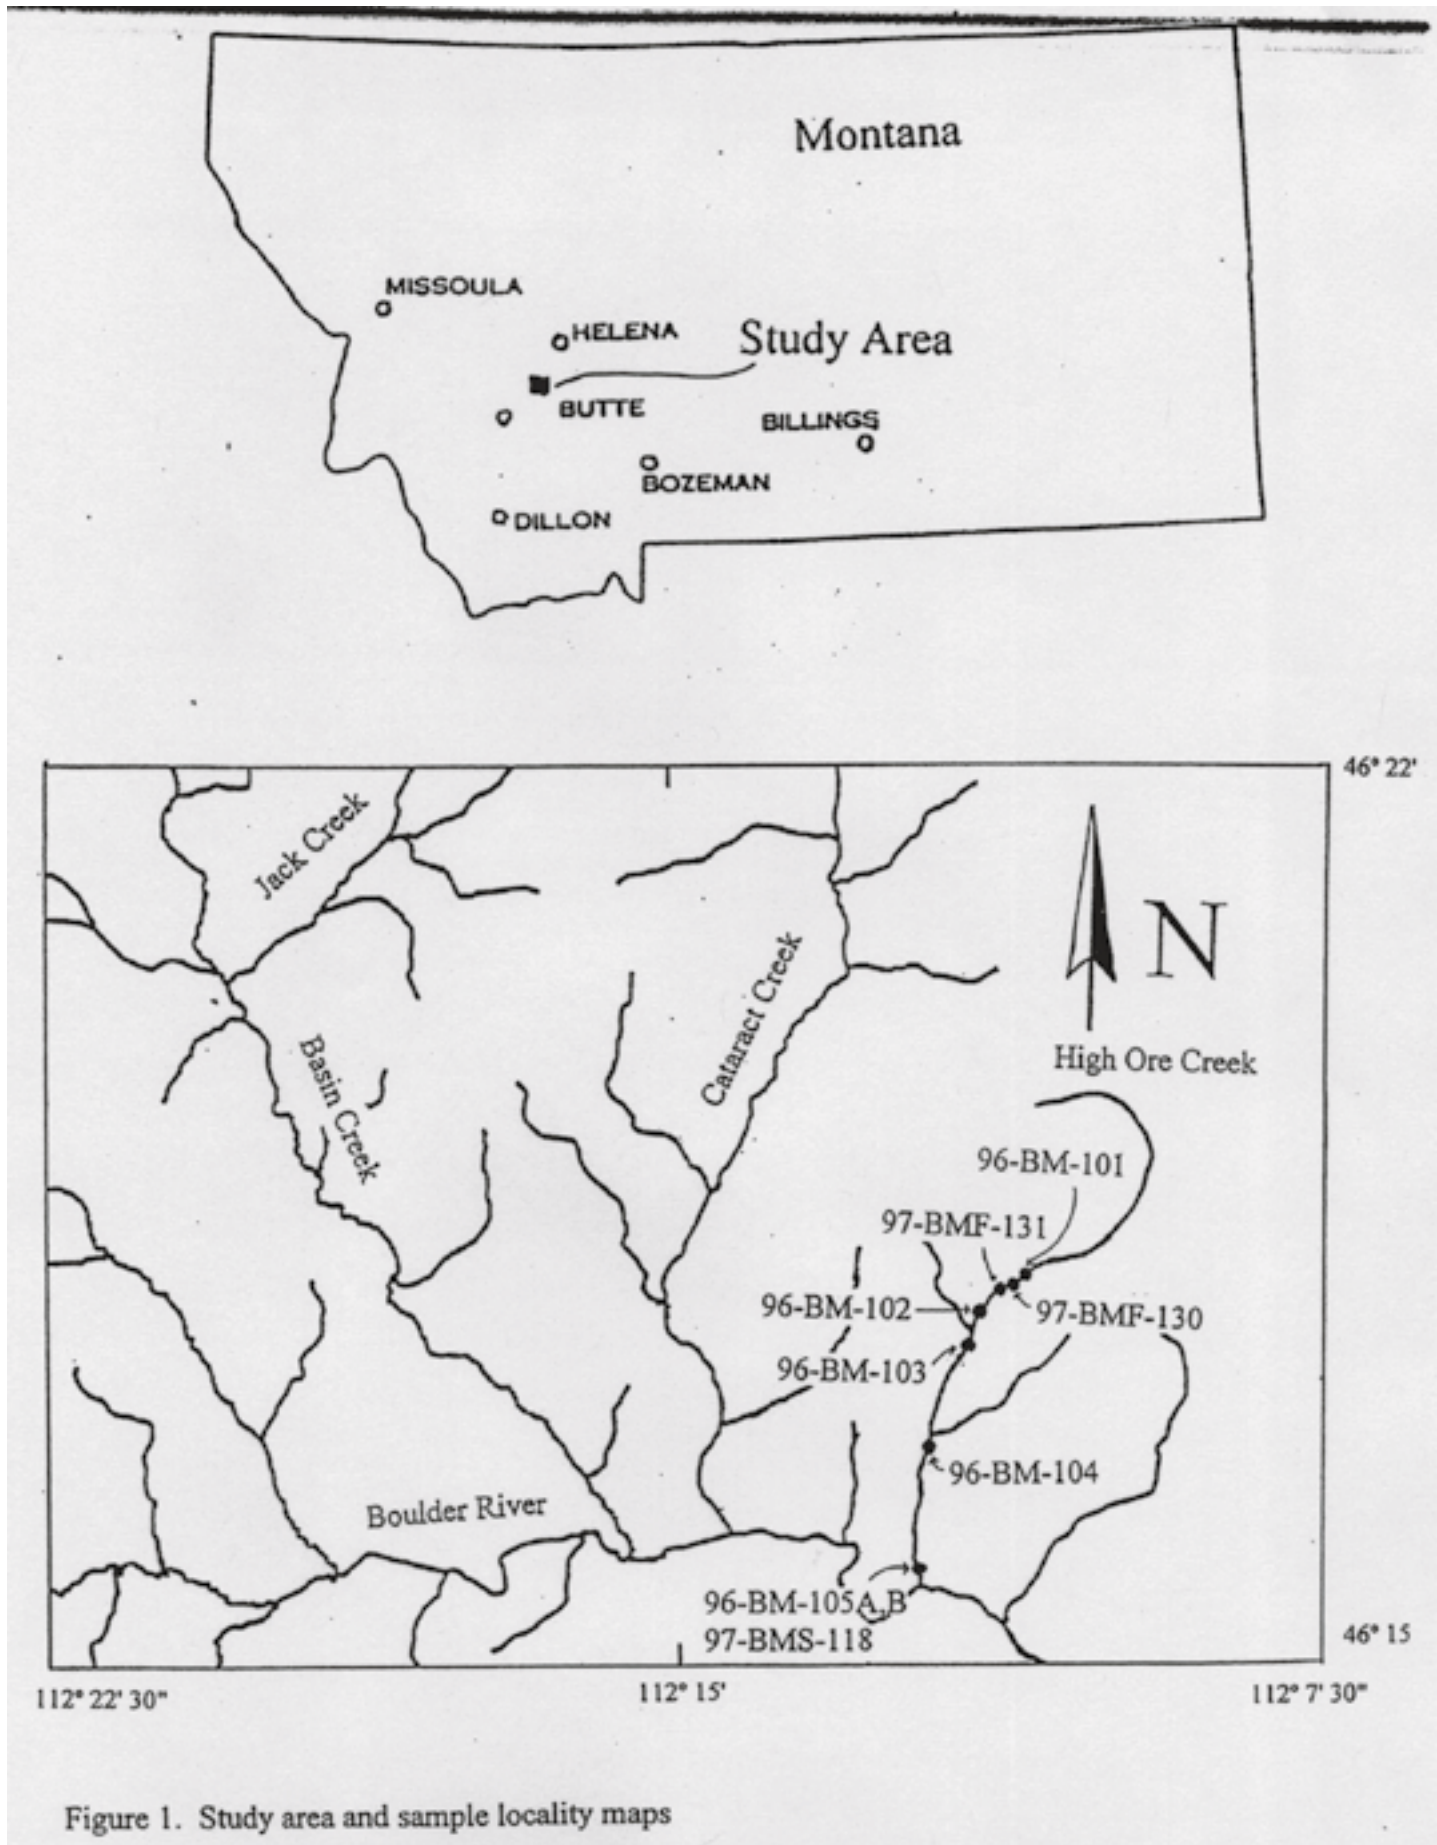 Montana
MISSOULA
HELENA
Study Area
BUTTE
BILLINGS
BOZEMAN
DILLON
46° 22'
Jack Creek
N
Cataract Creek
High Ore Creek
Basin Creek
96-BM-101
97-BMF-131
96-BM-102
97-BMF-130
96-BM-103
96-BM-104
Boulder River
96-BM-105A,B
97-BMS-118
46° 15
112° 22' 30"
112° 15'
112° 7' 30"
Figure 1. Study area and sample locality maps